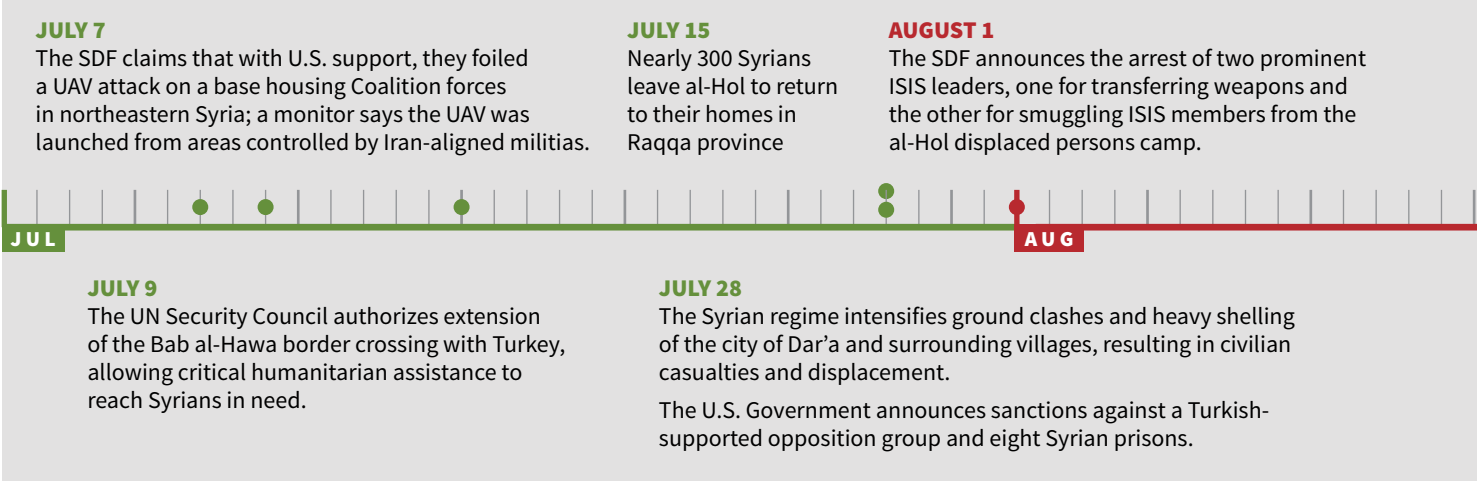 JULY 7
The SDF claims that with U.S. support, they foiled
a UAV attack on a base housing Coalition forces
in northeastern Syria; a monitor says the UAV was
launched from areas controlled by Iran-aligned militias.
JULY 15
Nearly 300 Syrians
leave al-Hol to return
to their homes in
Raqqa province
AUGUST 1
The SDF announces the arrest of two prominent
ISIS leaders, one for transferring weapons and
the other for smuggling ISIS members from the
al-Hol displaced persons camp.
JUL
AUG
JULY 9
The UN Security Council authorizes extension
of the Bab al-Hawa border crossing with Turkey,
allowing critical humanitarian assistance to
reach Syrians in need.
JULY 28
The Syrian regime intensifies ground clashes and heavy shelling
of the city of Dar’a and surrounding villages, resulting in civilian
casualties and displacement.
The U.S. Government announces sanctions against a Turkish-
supported opposition group and eight Syrian prisons.